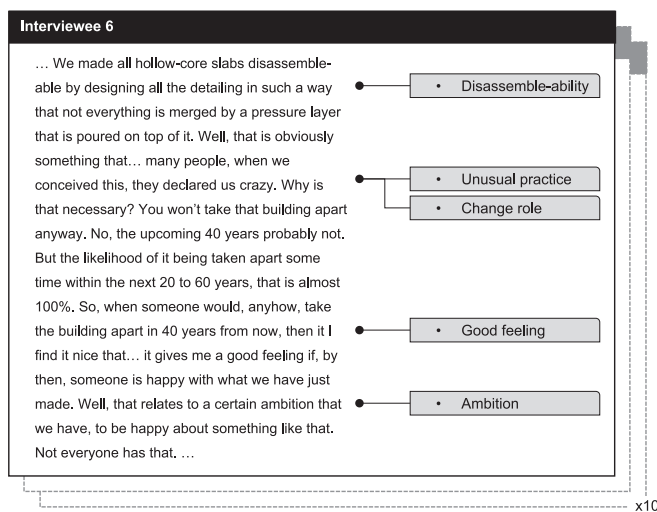 Interviewee 6
… We made all hollow-core slabs disassemble-
able by designing all the detailing in such a way
that not everything is merged by a pressure layer
that is poured on top of it. Well, that is obviously
something that… many people, when we
conceived this, they declared us crazy. Why is
that necessary? You won't take that building apart
anyway. No, the upcoming 40 years probably not.
But the likelihood of it being taken apart some
time within the next 20 to 60 years, that is almost
100%. So, when someone would, anyhow, take
the building apart in 40 years from now, then it I
find it nice that… it gives me a good feeling if, by
then, someone is happy with what we have just
made. Well, that relates to a certain ambition that
we have, to be happy about something like that.
Not everyone has that. …
• Disassemble-ability
• Unusual practice
• Change role
• Good feeling
• Ambition
x10